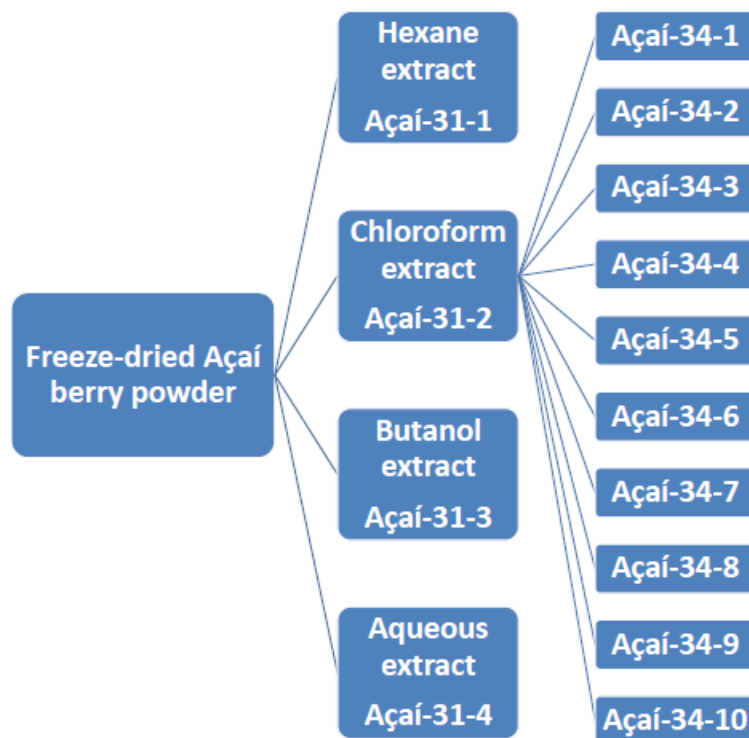 Freeze-dried Açaí
berry powder
Hexane
extract
Açaí-31-1
Chloroform
extract
Açaí-31-2
Butanol
extract
Açaí-31-3
Aqueous
extract
Açaí-31-4
Açaí-34-1
Açaí-34-2
Açaí-34-3
Açaí-34-4
Açaí-34-5
Açaí-34-6
Açaí-34-7
Açaí-34-8
Açaí-34-9
Açaí-34-10